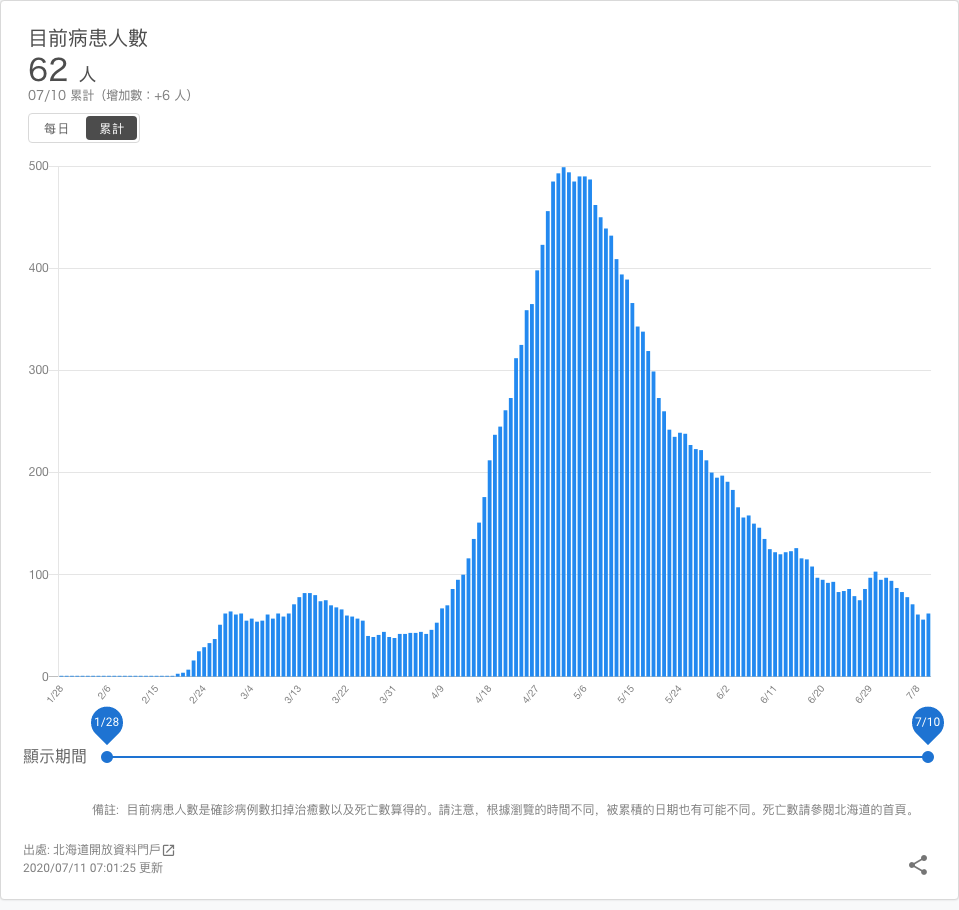 目前病患人數
62 人
07/10 累計（增加數：+6 人）
每日 累計
500
400
300
200
100
0
1/28 2/6 2/15 2/24 3/4 3/13 3/22 3/31 4/9 4/18 4/27 5/6 5/15 5/24 6/2 6/11 6/20 6/29 7/8
1/28 7/10
顯示期間
備註: 目前病患人數是確診病例數扣掉治癒數以及死亡數算得的。請注意，根據瀏覽的時間不同，被累積的日期也有可能不同。死亡數請參閱北海道的首頁。
出處: 北海道開放資料門戶
2020/07/11 07:01:25 更新